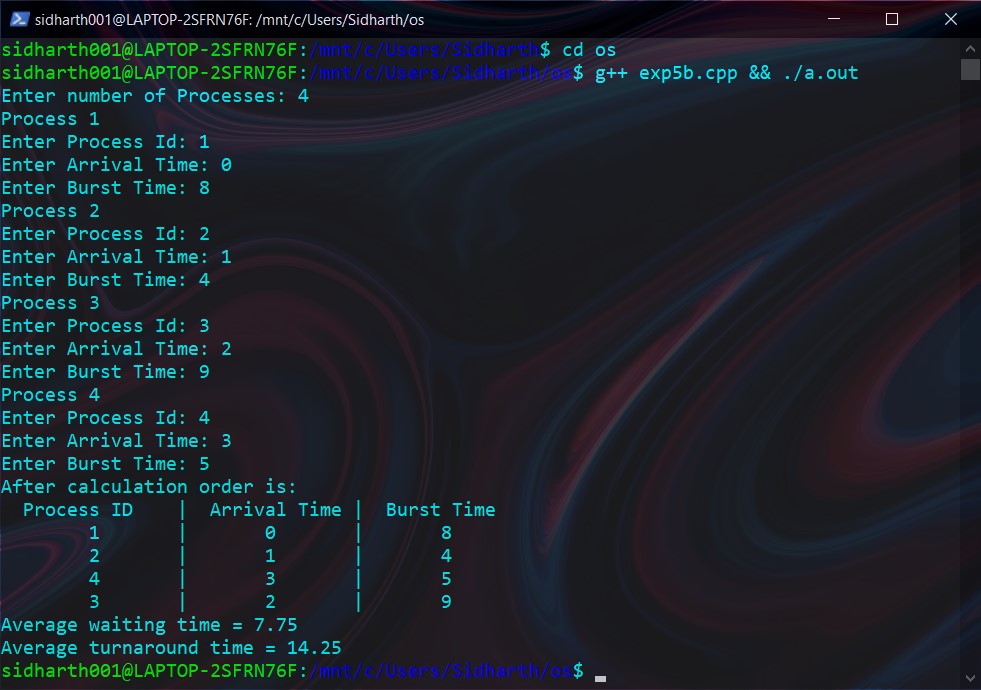 sidharth001@LAPTOP-2SFRN76F: /mnt/c/Users/Sidharth/os
sidharth001@LAPTOP-2SFRN76F:/mnt/c/Users/Sidharth$ cd os
sidharth001@LAPTOP-2SFRN76F:/mnt/c/Users/Sidharth/os$ g++ exp5b.cpp && ./a.out
Enter number of Processes: 4
Process 1
Enter Process Id: 1
Enter Arrival Time: 0
Enter Burst Time: 8
Process 2
Enter Process Id: 2
Enter Arrival Time: 1
Enter Burst Time: 4
Process 3
Enter Process Id: 3
Enter Arrival Time: 2
Enter Burst Time: 9
Process 4
Enter Process Id: 4
Enter Arrival Time: 3
Enter Burst Time: 5
After calculation order is:
Process ID | Arrival Time | Burst Time
1 | 0 | 8
2 | 1 | 4
4 | 3 | 5
3 | 2 | 9
Average waiting time = 7.75
Average turnaround time = 14.25
sidharth001@LAPTOP-2SFRN76F:/mnt/c/Users/Sidharth/os$